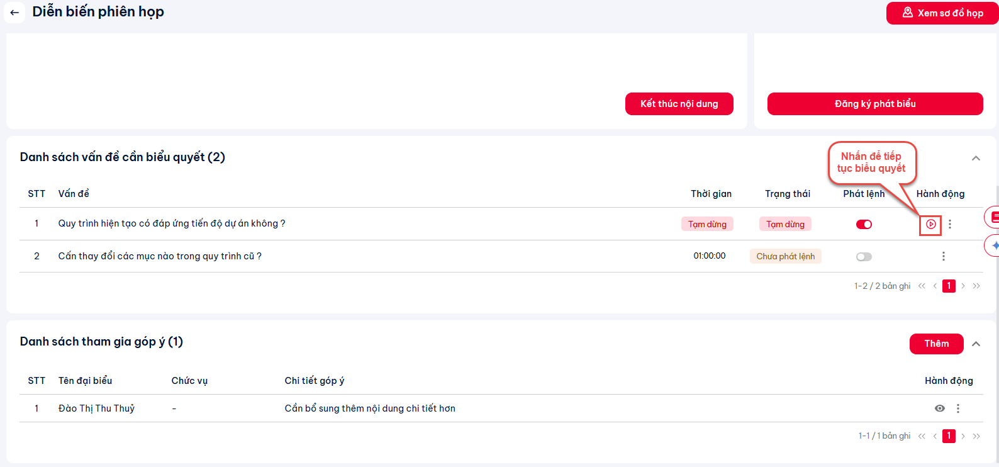 Diễn biến phiên họp
Xem sơ đồ họp
Kết thúc nội dung
Đăng ký phát biểu
Danh sách vấn đề cần biểu quyết (2)
Nhấn để tiếp
tục biểu quyết
STT Vấn đề Thời gian Trạng thái Phát lệnh Hành động
1 Quy trình hiện tạo có đáp ứng tiến độ dự án không ? Tạm dừng Tạm dừng
2 Cấn thay đổi các mục nào trong quy trình cũ ? 01:00:00 Chưa phát lệnh
1-2 / 2 bản ghi << < 1 > >>
Danh sách tham gia góp ý (1)
Thêm
STT Tên đại biểu Chức vụ Chi tiết góp ý Hành động
1 Đào Thị Thu Thuỷ - Cần bổ sung thêm nội dung chi tiết hơn
1-1 / 1 bản ghi << < 1 > >>